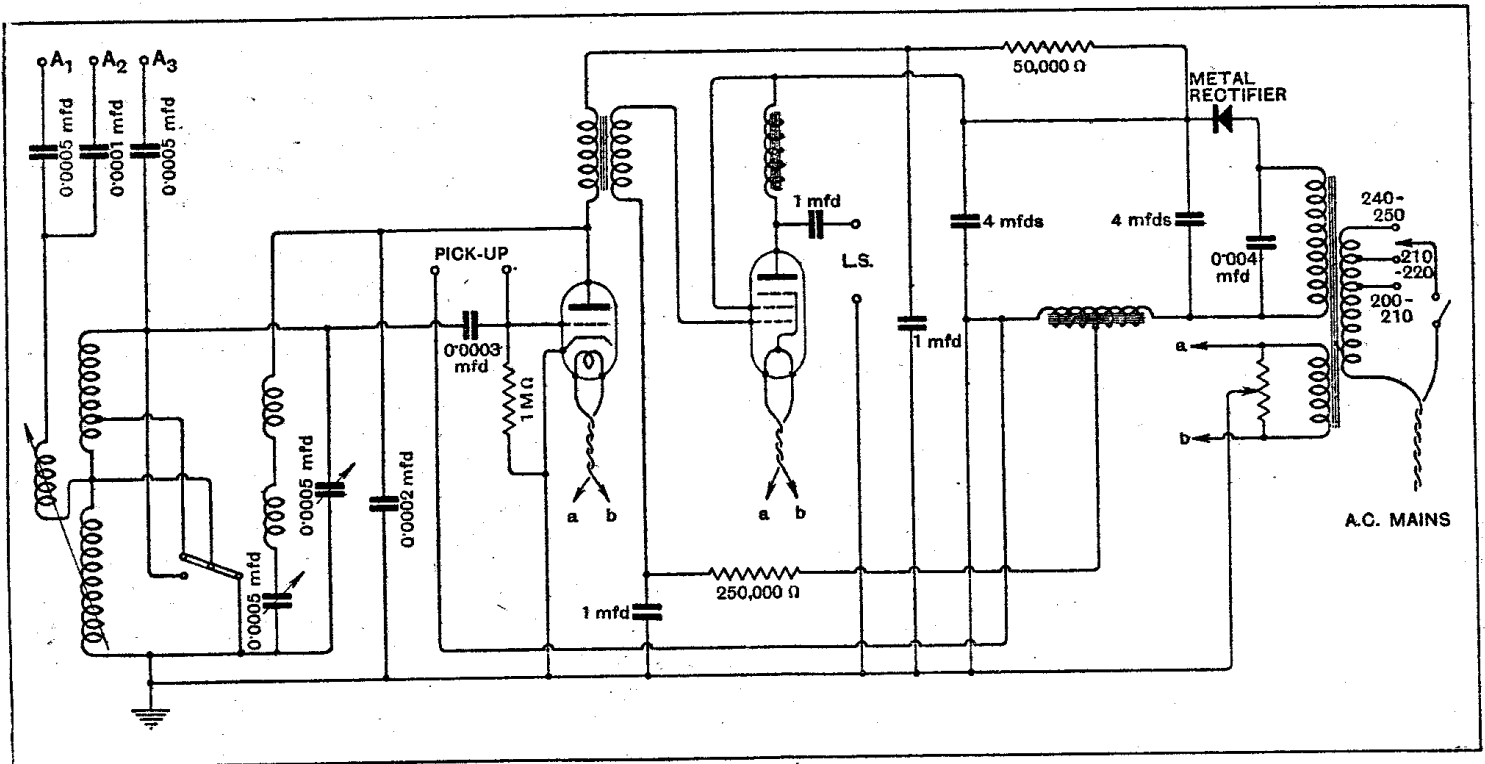 A₁
A₂
A₃
0·0005 mfd
0·0001 mfd
0·0005 mfd
50,000 Ω
METAL
RECTIFIER
1 mfd
4 mfds
4 mfds
240-
250
210
-220
200-
210
PICK-UP
L.S.
0·004
mfd
0·0003
mfd
1 mfd
1 MΩ
a
b
0·0005 mfd
0·0002 mfd
a
b
a
b
A.C. MAINS
0·0005 mfd
250,000 Ω
1 mfd